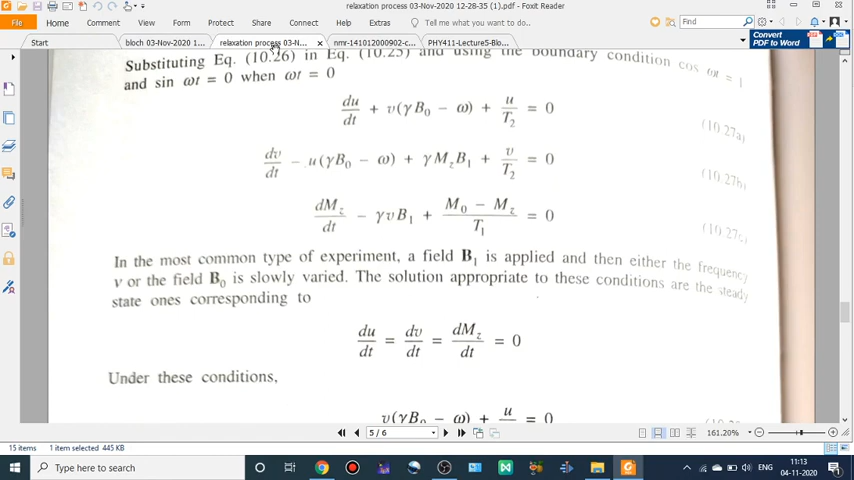 relaxation process 03-Nov-2020 12-28-35 (1).pdf - Foxit Reader
File Home Comment View Form Protect Share Connect Help Extras Tell me what you want to do... Find
Start bloch 03-Nov-2020 1... relaxation process 03-N... nmr-141012000902-c... PHY411-Lecture5-Blo... Convert PDF to Word
Substituting Eq. (10.26) in Eq. (10.25) and using the boundary condition cos ωt = 1
and sin ωt = 0 when ωt = 0
du/dt + v(γB₀ − ω) + u/T₂ = 0 (10.27a)
dv/dt − u(γB₀ − ω) + γM_zB₁ + v/T₂ = 0 (10.27b)
dM_z/dt − γvB₁ + (M₀ − M_z)/T₁ = 0 (10.27c)
In the most common type of experiment, a field B₁ is applied and then either the frequency
ν or the field B₀ is slowly varied. The solution appropriate to these conditions are the steady
state ones corresponding to
du/dt = dv/dt = dM_z/dt = 0
Under these conditions,
v(γB₀ − ω) + u = 0
5 / 6 161.20%
15 items 1 item selected 445 KB
Type here to search ENG 11:13
04-11-2020